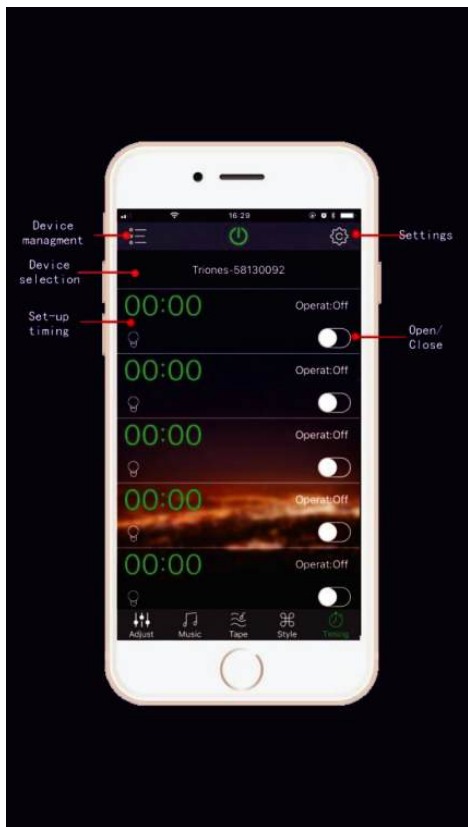 16:29
Device
managment
Settings
Device
selection
Triones-58130092
Set-up
timing
00:00
Operat:Off
Open/
Close
00:00
Operat:Off
00:00
Operat:Off
00:00
Operat:Off
00:00
Operat:Off
Adjust
Music
Tape
Style
Timing